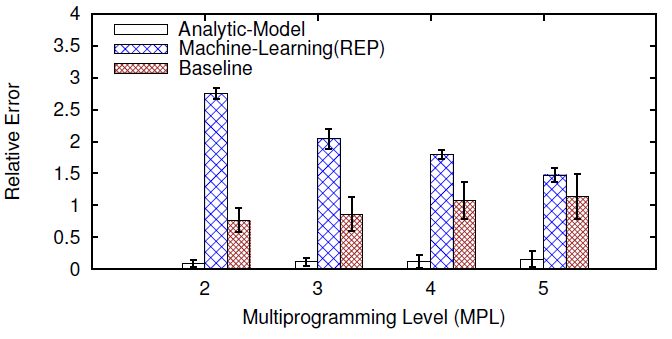 4
3.5
3
2.5
2
1.5
1
0.5
0
Relative Error
Analytic-Model
Machine-Learning(REP)
Baseline
2 3 4 5
Multiprogramming Level (MPL)